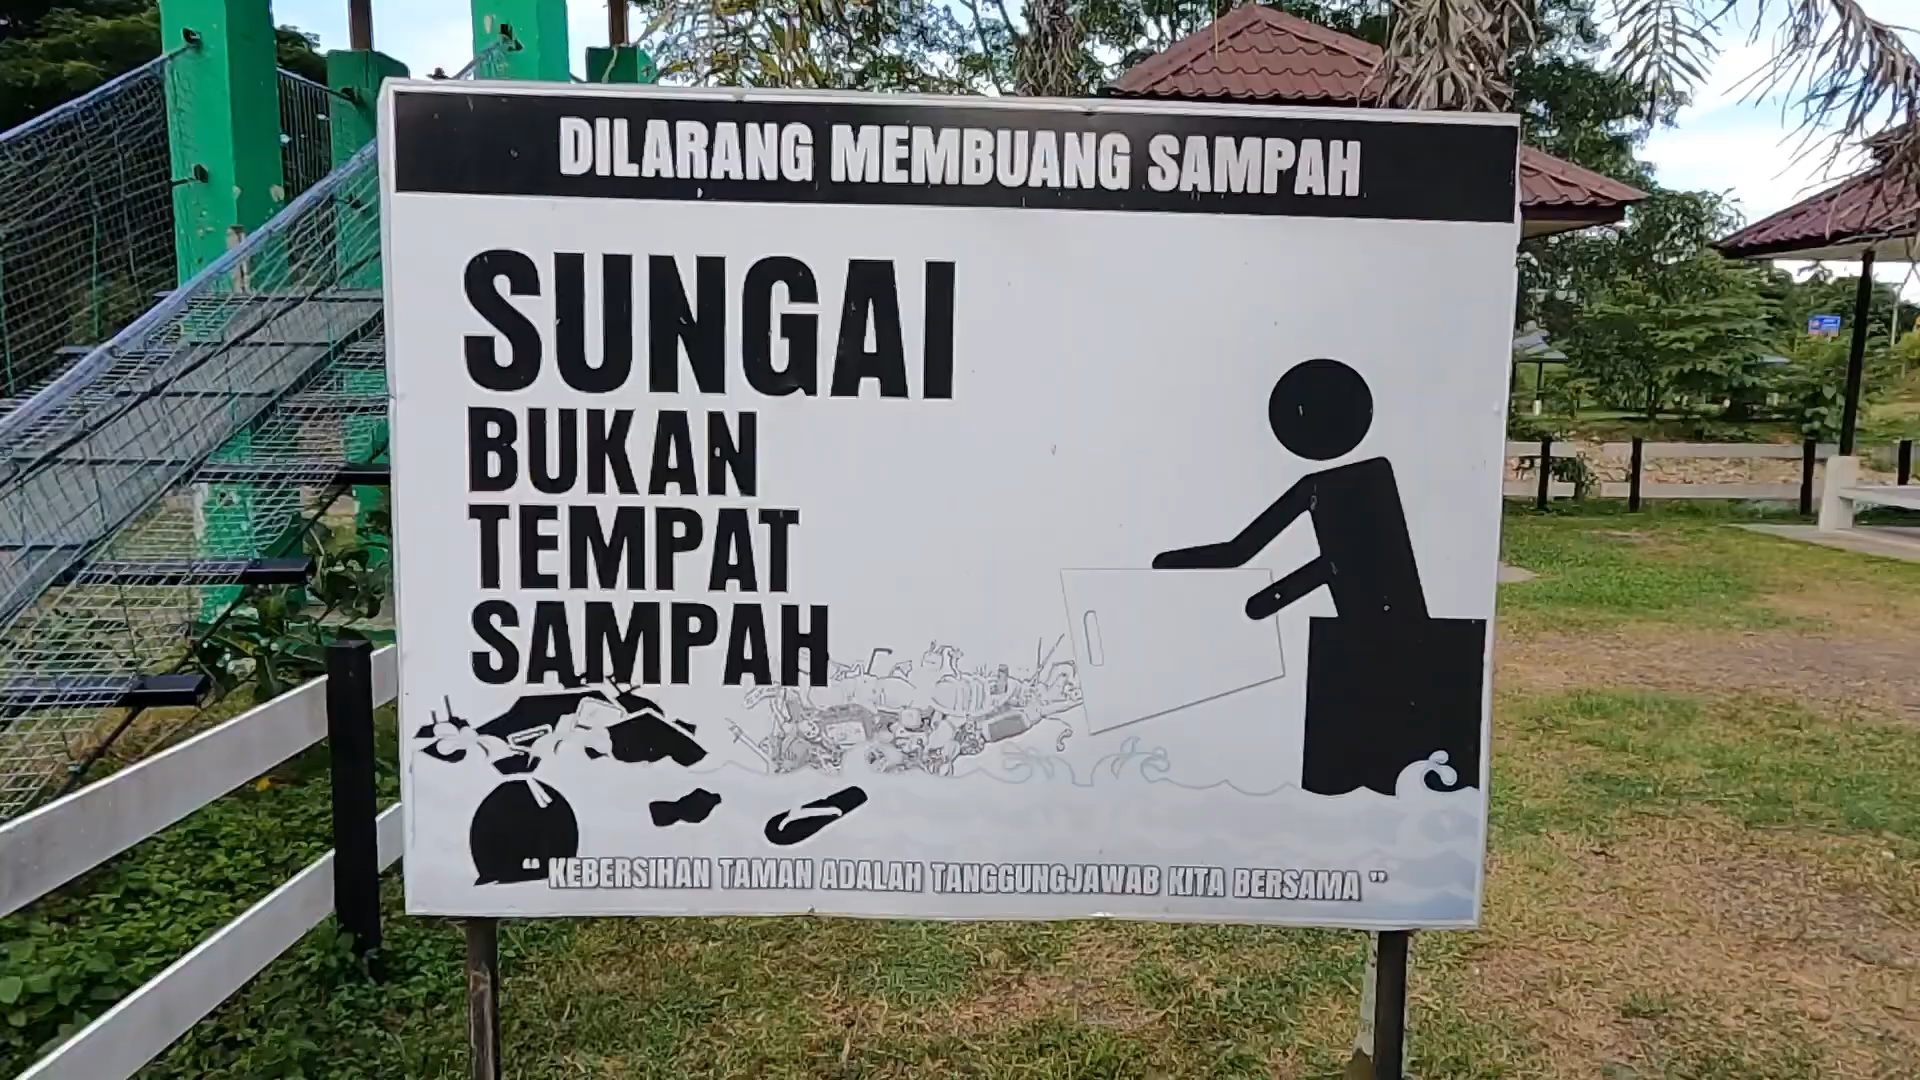 DILARANG MEMBUANG SAMPAH
SUNGAI
BUKAN
TEMPAT
SAMPAH
" KEBERSIHAN TAMAN ADALAH TANGGUNGJAWAB KITA BERSAMA "